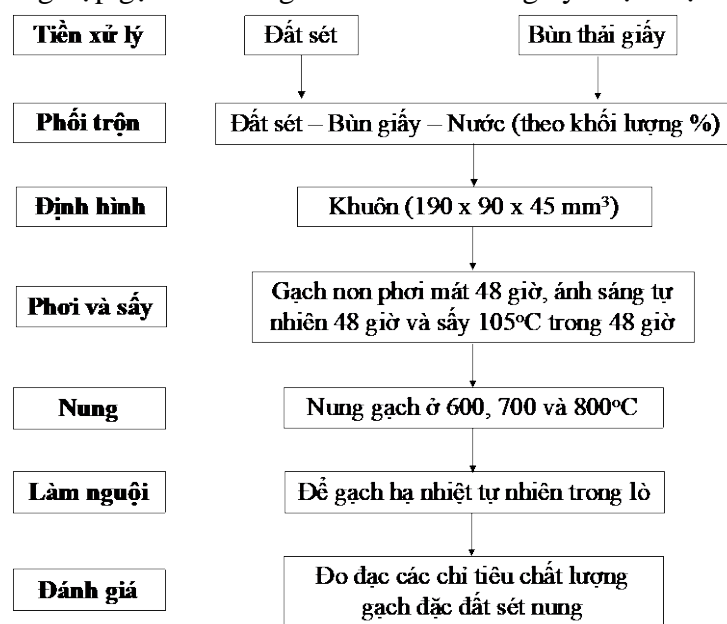 Tiền xử lý
Đất sét
Bùn thải giấy
Phối trộn
Đất sét – Bùn giấy – Nước (theo khối lượng %)
Định hình
Khuôn (190 x 90 x 45 mm³)
Phơi và sấy
Gạch non phơi mát 48 giờ, ánh sáng tự
nhiên 48 giờ và sấy 105°C trong 48 giờ
Nung
Nung gạch ở 600, 700 và 800°C
Làm nguội
Để gạch hạ nhiệt tự nhiên trong lò
Đánh giá
Đo đạc các chỉ tiêu chất lượng
gạch đặc đất sét nung